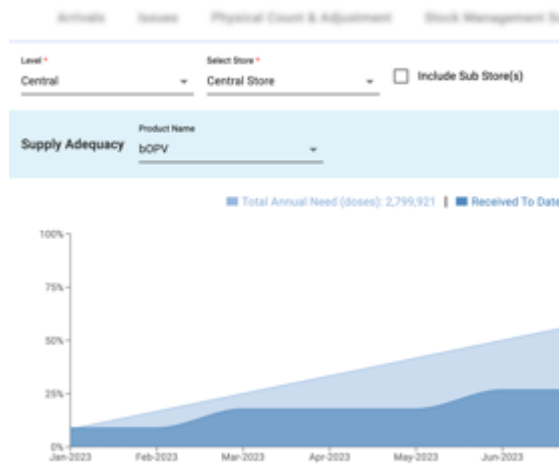 Arrivals Issues Physical Count & Adjustment Stock Management
Level * Select Store *
Central Central Store Include Sub Store(s)
Product Name
Supply Adequacy bOPV
Total Annual Need (doses): 2,799,921 | Received To Date
100%
75%
50%
25%
0%
Jan-2023 Feb-2023 Mar-2023 Apr-2023 May-2023 Jun-2023